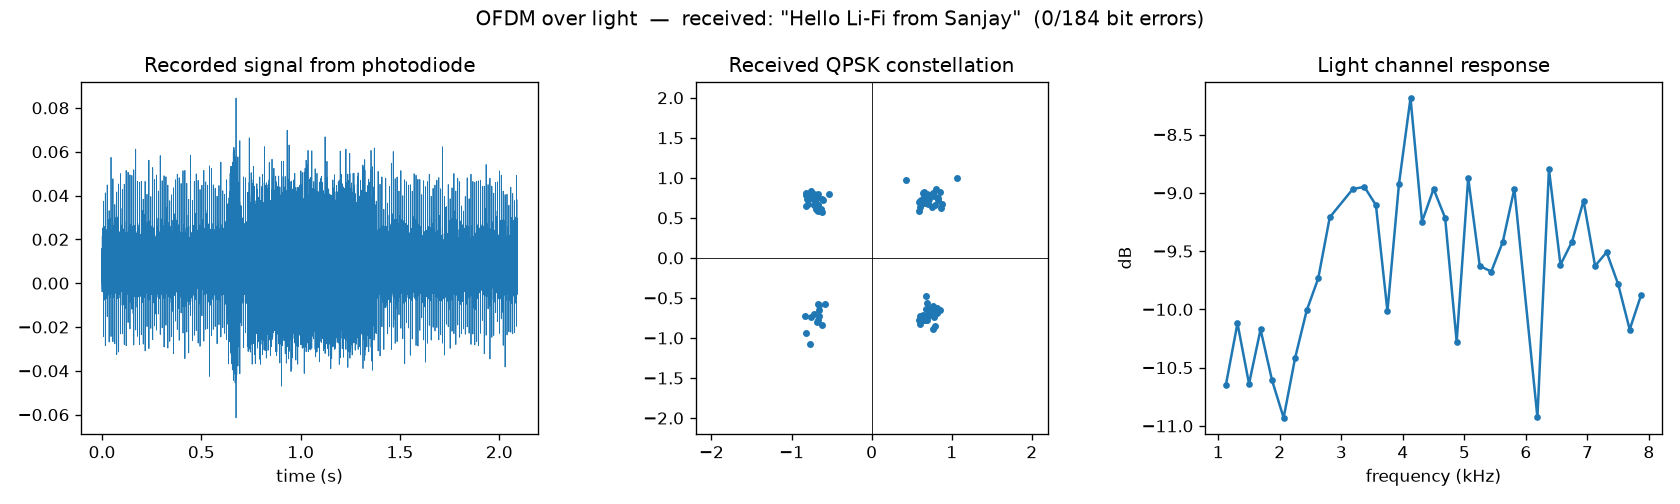 OFDM over light — received: "Hello Li-Fi from Sanjay" (0/184 bit errors)
Recorded signal from photodiode
0.08
0.06
0.04
0.02
0.00
−0.02
−0.04
−0.06
0.0 0.5 1.0 1.5 2.0
time (s)
Received QPSK constellation
2.0
1.5
1.0
0.5
0.0
−0.5
−1.0
−1.5
−2.0
−2 −1 0 1 2
Light channel response
dB
−8.5
−9.0
−9.5
−10.0
−10.5
−11.0
1 2 3 4 5 6 7 8
frequency (kHz)